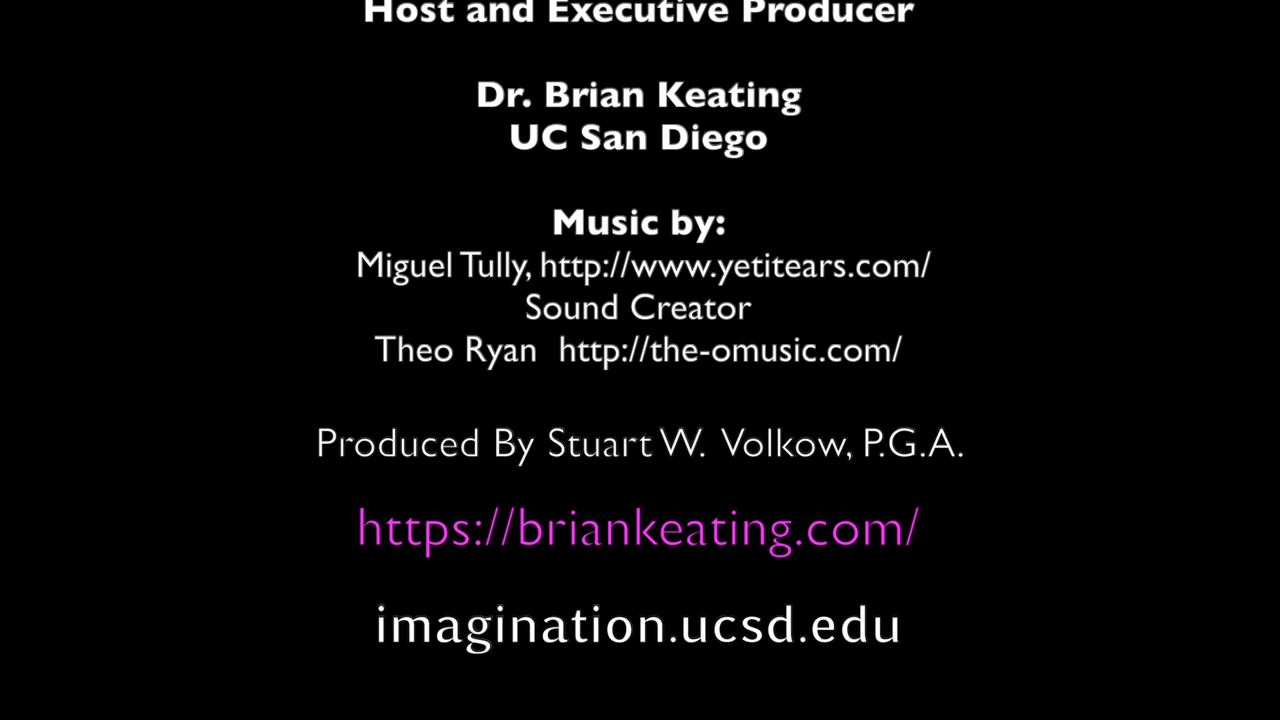 Host and Executive Producer
Dr. Brian Keating
UC San Diego
Music by:
Miguel Tully, http://www.yetitears.com/
Sound Creator
Theo Ryan  http://the-omusic.com/
Produced By Stuart W. Volkow, P.G.A.
https://briankeating.com/
imagination.ucsd.edu